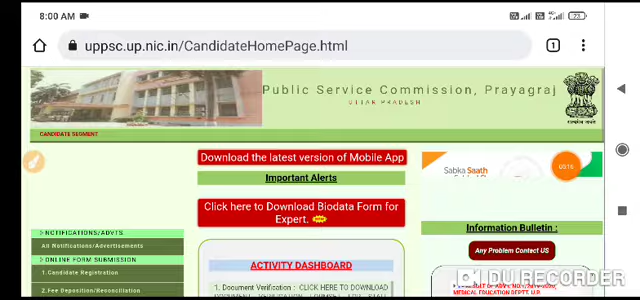 8:00 AM
73
uppsc.up.nic.in/CandidateHomePage.html
1
Public Service Commission, Prayagraj
UTTAR PRADESH
CANDIDATE SEGMENT
Download the latest version of Mobile App
Important Alerts
Sabka Saath
03:16
Click here to Download Biodata Form for
Expert.
Information Bulletin :
NOTIFICATIONS/ADVTS
All Notifications/Advertisements
Any Problem Contact US
ONLINE FORM SUBMISSION
ACTIVITY DASHBOARD
1.Candidate Registration
DU RECORDER
1. Document Verification : CLICK HERE TO DOWNLOAD
2.Fee Deposition/Reconciliation
MEDICAL EDUCATION DEPTT. U.P.